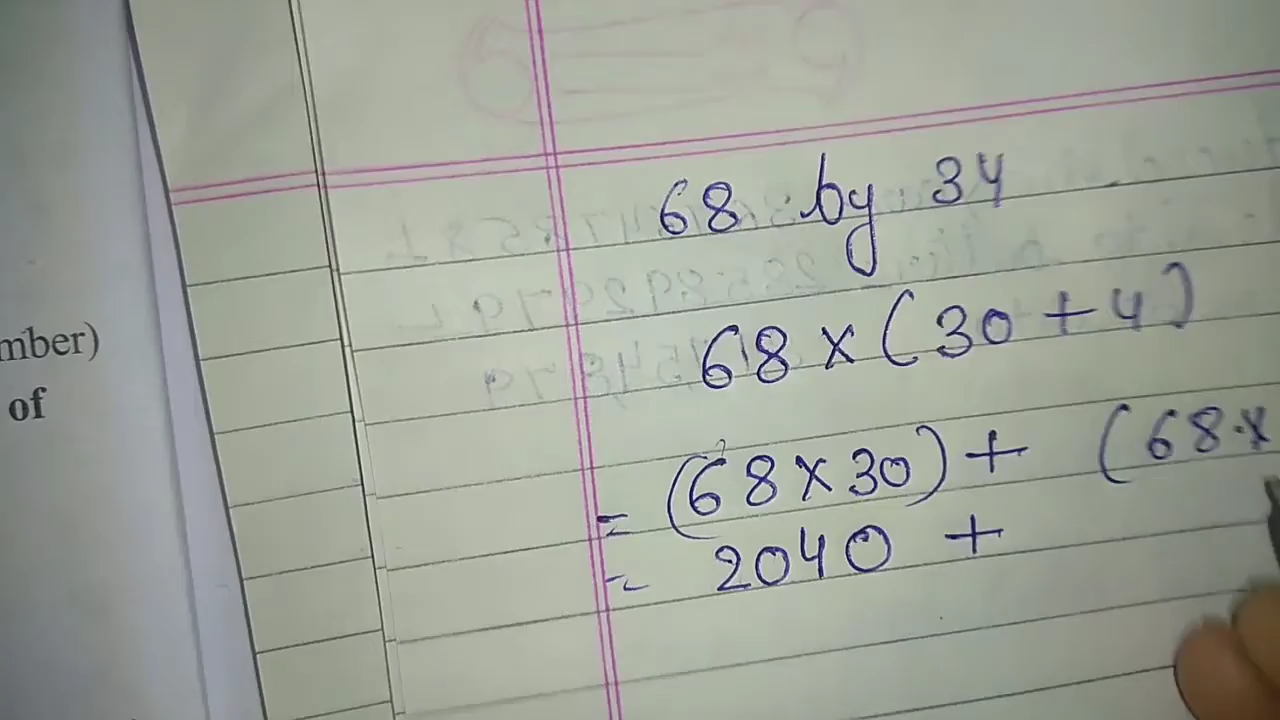 mber)
of
68 by 34
68 x ( 30 + 4 )
= (68 x 30) + ( 68 x
= 2040 +